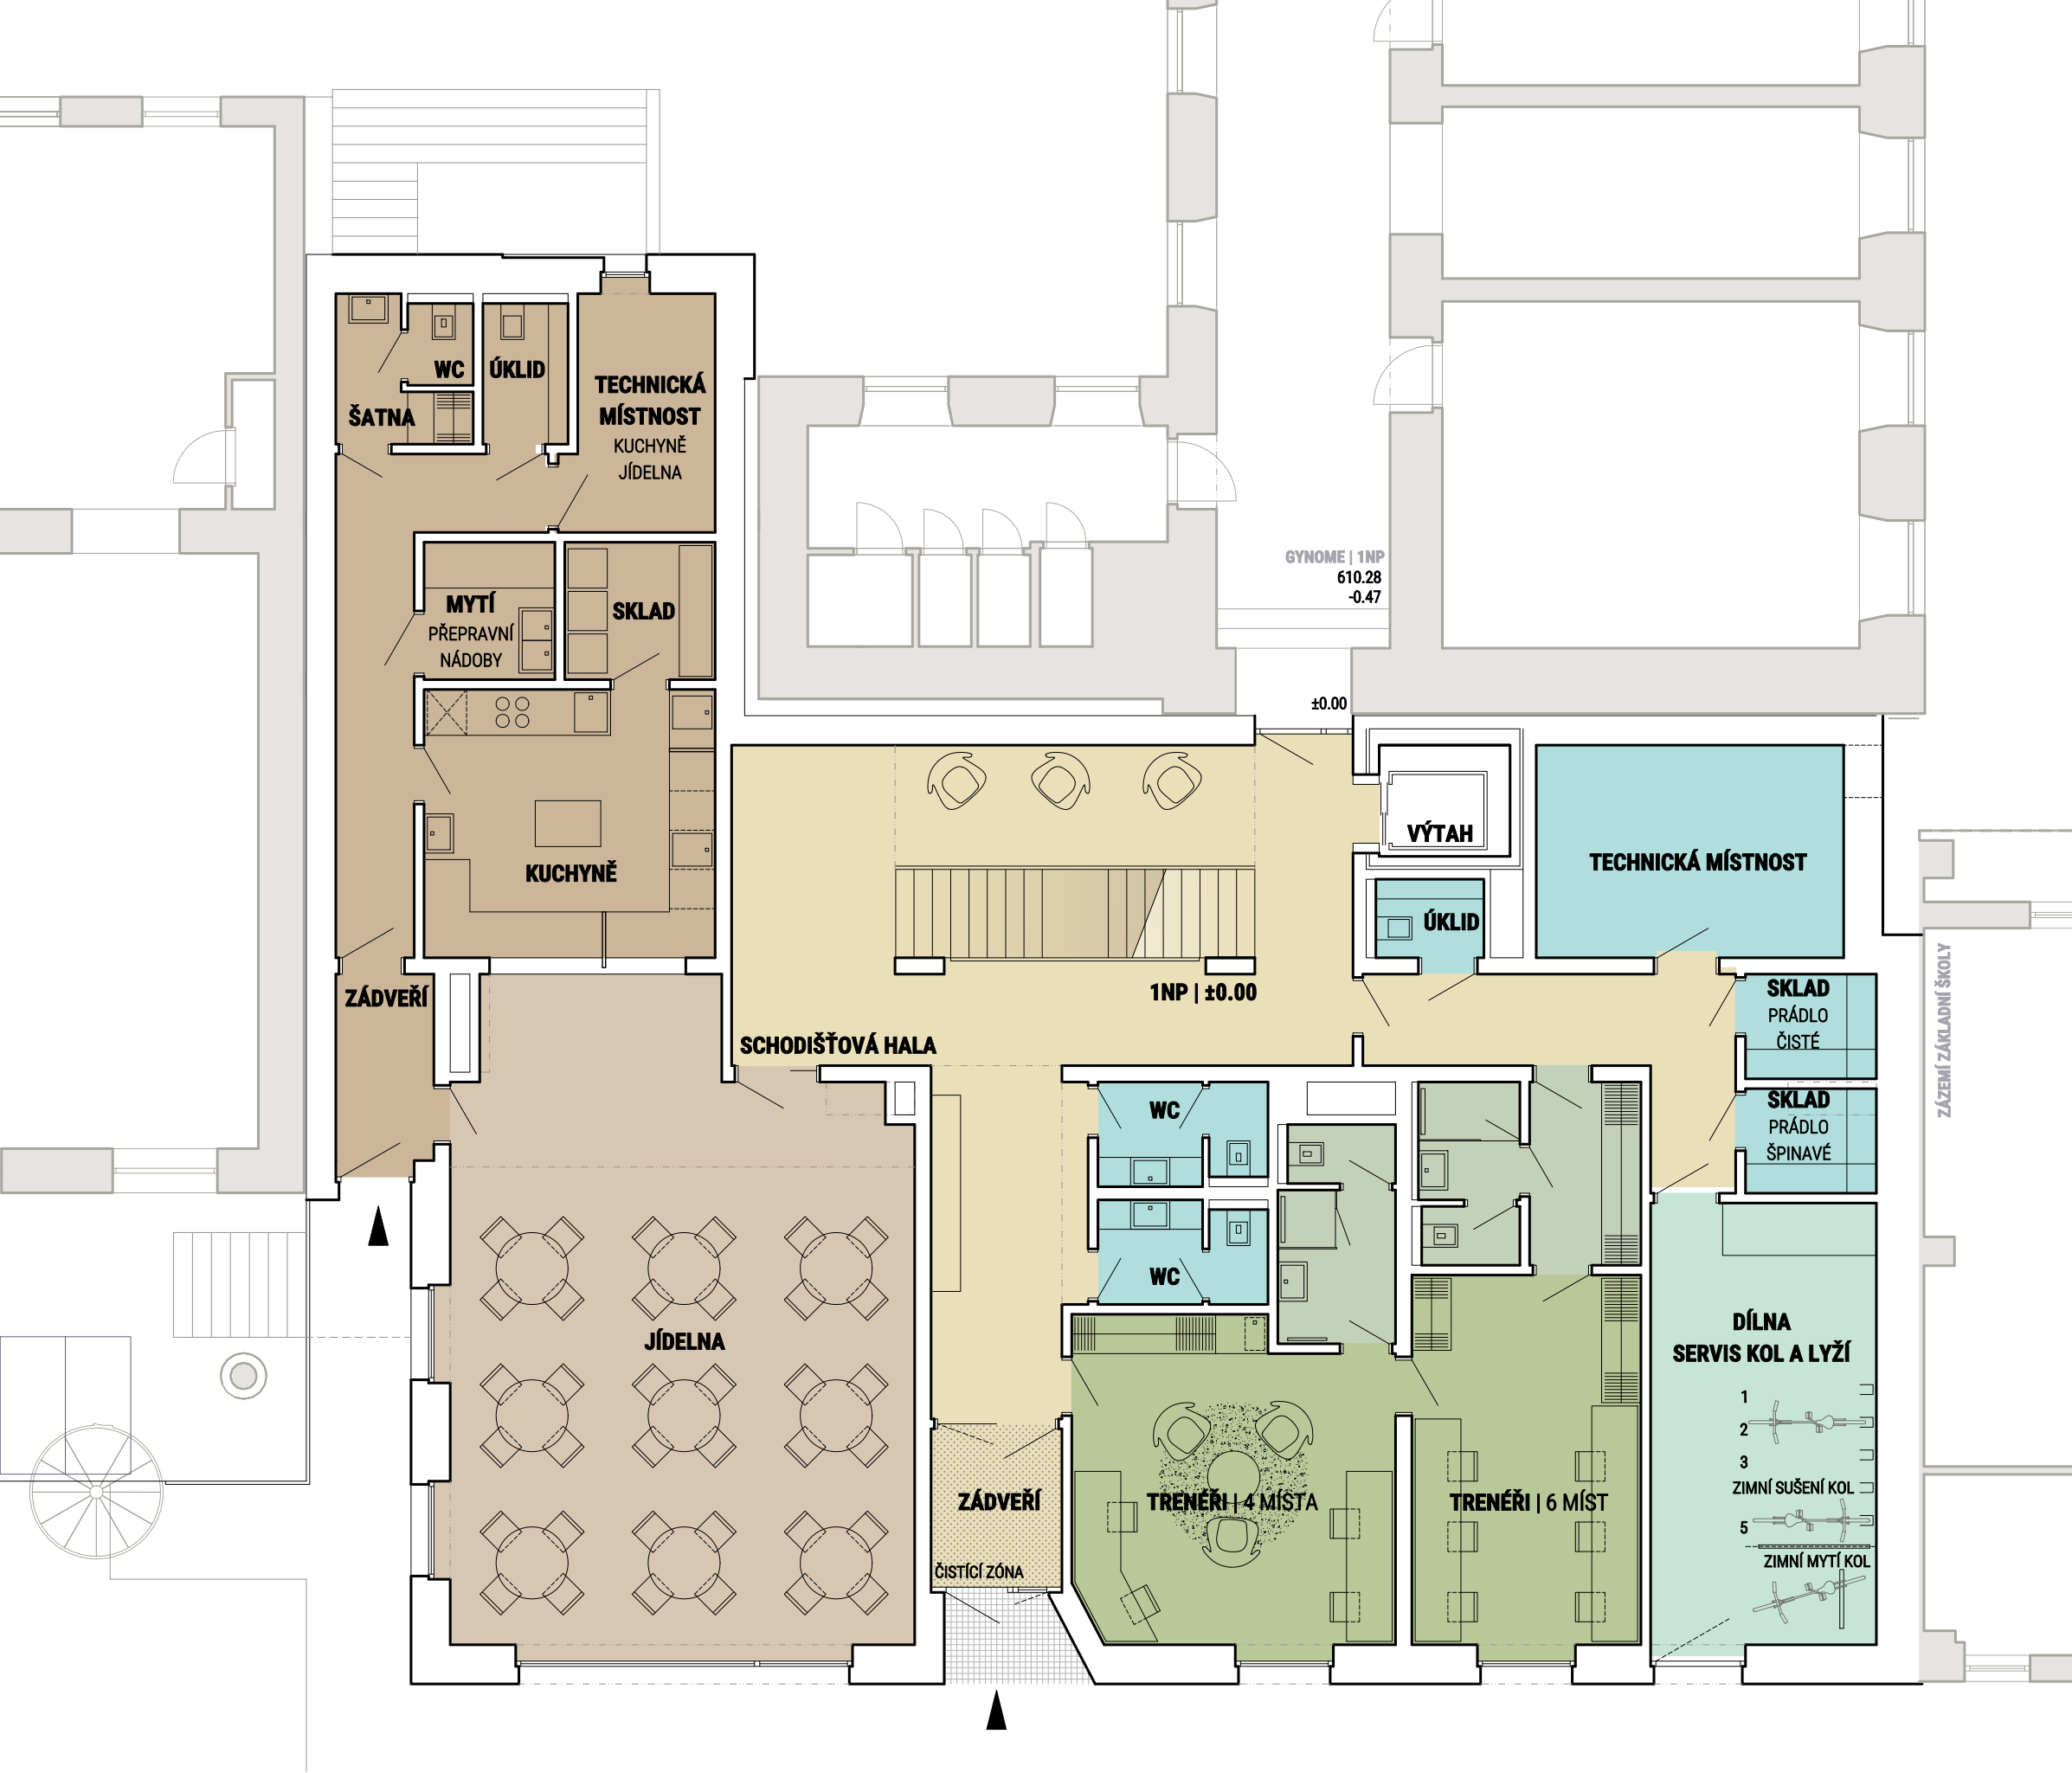 WC
ÚKLID
ŠATNA
TECHNICKÁ
MÍSTNOST
KUCHYNĚ
JÍDELNA
GYNOME | 1NP
610.28
-0.47
MYTÍ
PŘEPRAVNÍ
NÁDOBY
SKLAD
±0.00
VÝTAH
TECHNICKÁ MÍSTNOST
KUCHYNĚ
ÚKLID
ZÁDVEŘÍ
1NP | ±0.00
SCHODIŠŤOVÁ HALA
SKLAD
PRÁDLO
ČISTÉ
ZÁZEMÍ ZÁKLADNÍ ŠKOLY
WC
SKLAD
PRÁDLO
ŠPINAVÉ
WC
JÍDELNA
DÍLNA
SERVIS KOL A LYŽÍ
1
2
3
ZIMNÍ SUŠENÍ KOL
5
ZIMNÍ MYTÍ KOL
ZÁDVEŘÍ
TRENÉŘI | 4 MÍSTA
TRENÉŘI | 6 MÍST
ČISTÍCÍ ZÓNA